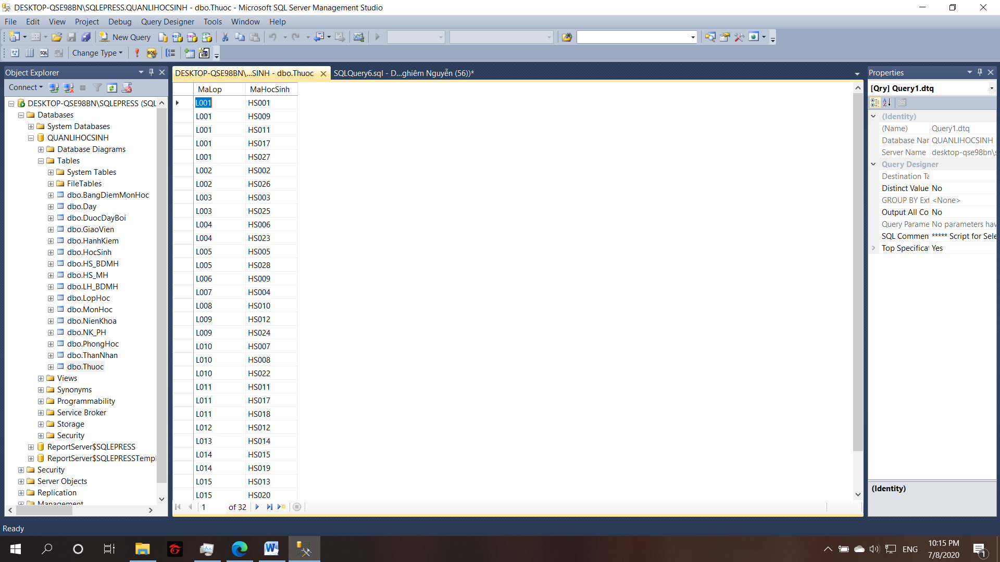 DESKTOP-QSE98BN\SQLEPRESS.QUANLIHOCSINH - dbo.Thuoc - Microsoft SQL Server Management Studio
File Edit View Project Debug Query Designer Tools Window Help
New Query
Change Type
Object Explorer
Connect
DESKTOP-QSE98BN\SQLEPRESS (SQL
Databases
System Databases
QUANLIHOCSINH
Database Diagrams
Tables
System Tables
FileTables
dbo.BangDiemMonHoc
dbo.Day
dbo.DuocDayBoi
dbo.GiaoVien
dbo.HanhKiem
dbo.HocSinh
dbo.HS_BDMH
dbo.HS_MH
dbo.LH_BDMH
dbo.LopHoc
dbo.MonHoc
dbo.NienKhoa
dbo.NK_PH
dbo.PhongHoc
dbo.ThanNhan
dbo.Thuoc
Views
Synonyms
Programmability
Service Broker
Storage
Security
ReportServer$SQLEPRESS
ReportServer$SQLEPRESSTemp
Security
Server Objects
Replication
Management
DESKTOP-QSE98BN\...SINH - dbo.Thuoc
SQLQuery6.sql - D...ghiêm Nguyễn (56))*
MaLop MaHocSinh
L001 HS001
L001 HS009
L001 HS011
L001 HS017
L001 HS027
L002 HS002
L002 HS026
L003 HS003
L003 HS025
L004 HS006
L004 HS023
L005 HS005
L005 HS028
L006 HS009
L007 HS004
L008 HS010
L009 HS012
L009 HS024
L010 HS007
L010 HS008
L010 HS022
L011 HS011
L011 HS017
L011 HS018
L012 HS012
L013 HS014
L014 HS015
L014 HS019
L015 HS013
L015 HS020
1 of 32
Properties
[Qry] Query1.dtq
(Identity)
(Name) Query1.dtq
Database Nar QUANLIHOCSINH
Server Name desktop-qse98bn\s
Query Designer
Destination Ta
Distinct Value No
GROUP BY Ext <None>
Output All Co No
Query Parame No parameters hav
SQL Commen ***** Script for Sele
Top Specificat Yes
(Identity)
Ready
ENG
10:15 PM
7/8/2020
1